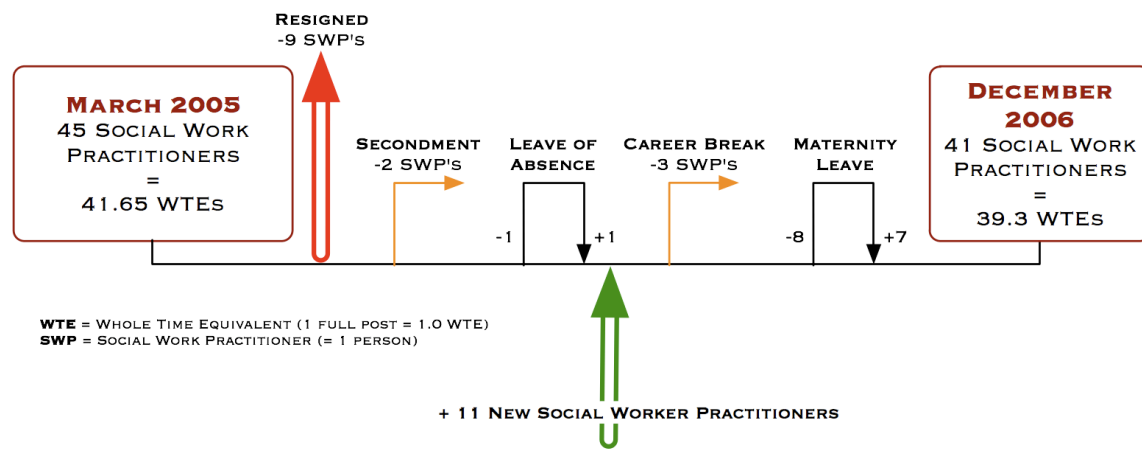 RESIGNED
-9 SWP'S
MARCH 2005
45 SOCIAL WORK
PRACTITIONERS
=
41.65 WTES
SECONDMENT
-2 SWP'S
LEAVE OF
ABSENCE
-1
+1
CAREER BREAK
-3 SWP'S
MATERNITY
LEAVE
-8
+7
DECEMBER
2006
41 SOCIAL WORK
PRACTITIONERS
=
39.3 WTES
WTE = WHOLE TIME EQUIVALENT (1 FULL POST = 1.0 WTE)
SWP = SOCIAL WORK PRACTITIONER (= 1 PERSON)
+ 11 NEW SOCIAL WORKER PRACTITIONERS